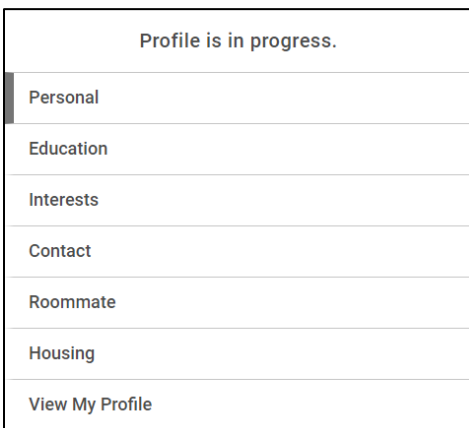 Profile is in progress.
Personal
Education
Interests
Contact
Roommate
Housing
View My Profile